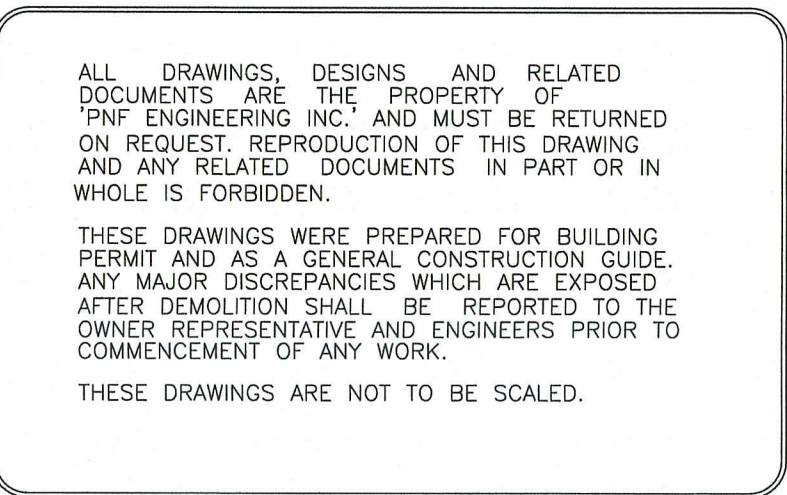 ALL DRAWINGS, DESIGNS AND RELATED
DOCUMENTS ARE THE PROPERTY OF
'PNF ENGINEERING INC.' AND MUST BE RETURNED
ON REQUEST. REPRODUCTION OF THIS DRAWING
AND ANY RELATED DOCUMENTS IN PART OR IN
WHOLE IS FORBIDDEN.
THESE DRAWINGS WERE PREPARED FOR BUILDING
PERMIT AND AS A GENERAL CONSTRUCTION GUIDE.
ANY MAJOR DISCREPANCIES WHICH ARE EXPOSED
AFTER DEMOLITION SHALL BE REPORTED TO THE
OWNER REPRESENTATIVE AND ENGINEERS PRIOR TO
COMMENCEMENT OF ANY WORK.
THESE DRAWINGS ARE NOT TO BE SCALED.